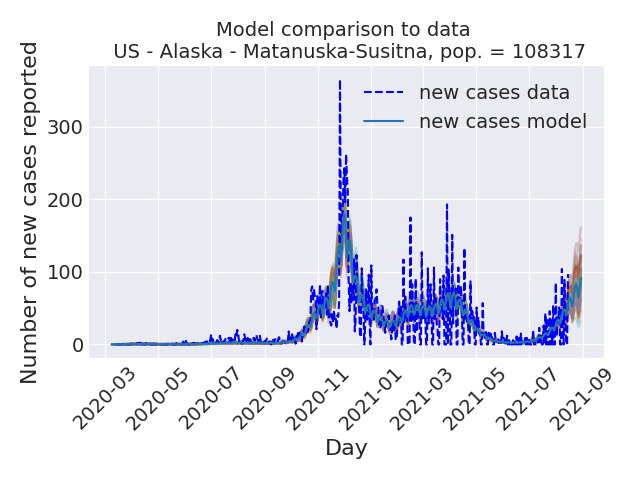 Model comparison to data
US - Alaska - Matanuska-Susitna, pop. = 108317
Number of new cases reported
300
200
100
0
new cases data
new cases model
2020-03
2020-05
2020-07
2020-09
2020-11
2021-01
2021-03
2021-05
2021-07
2021-09
Day